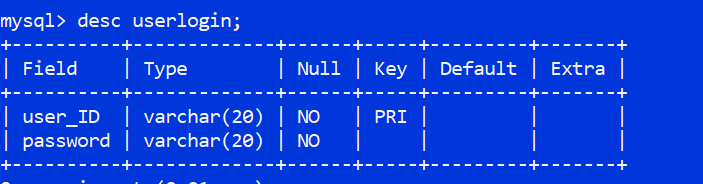 mysql> desc userlogin;
+----------+-------------+------+-----+---------+-------+
| Field    | Type        | Null | Key | Default | Extra |
+----------+-------------+------+-----+---------+-------+
| user_ID  | varchar(20) | NO   | PRI |         |       |
| password | varchar(20) | NO   |     |         |       |
+----------+-------------+------+-----+---------+-------+